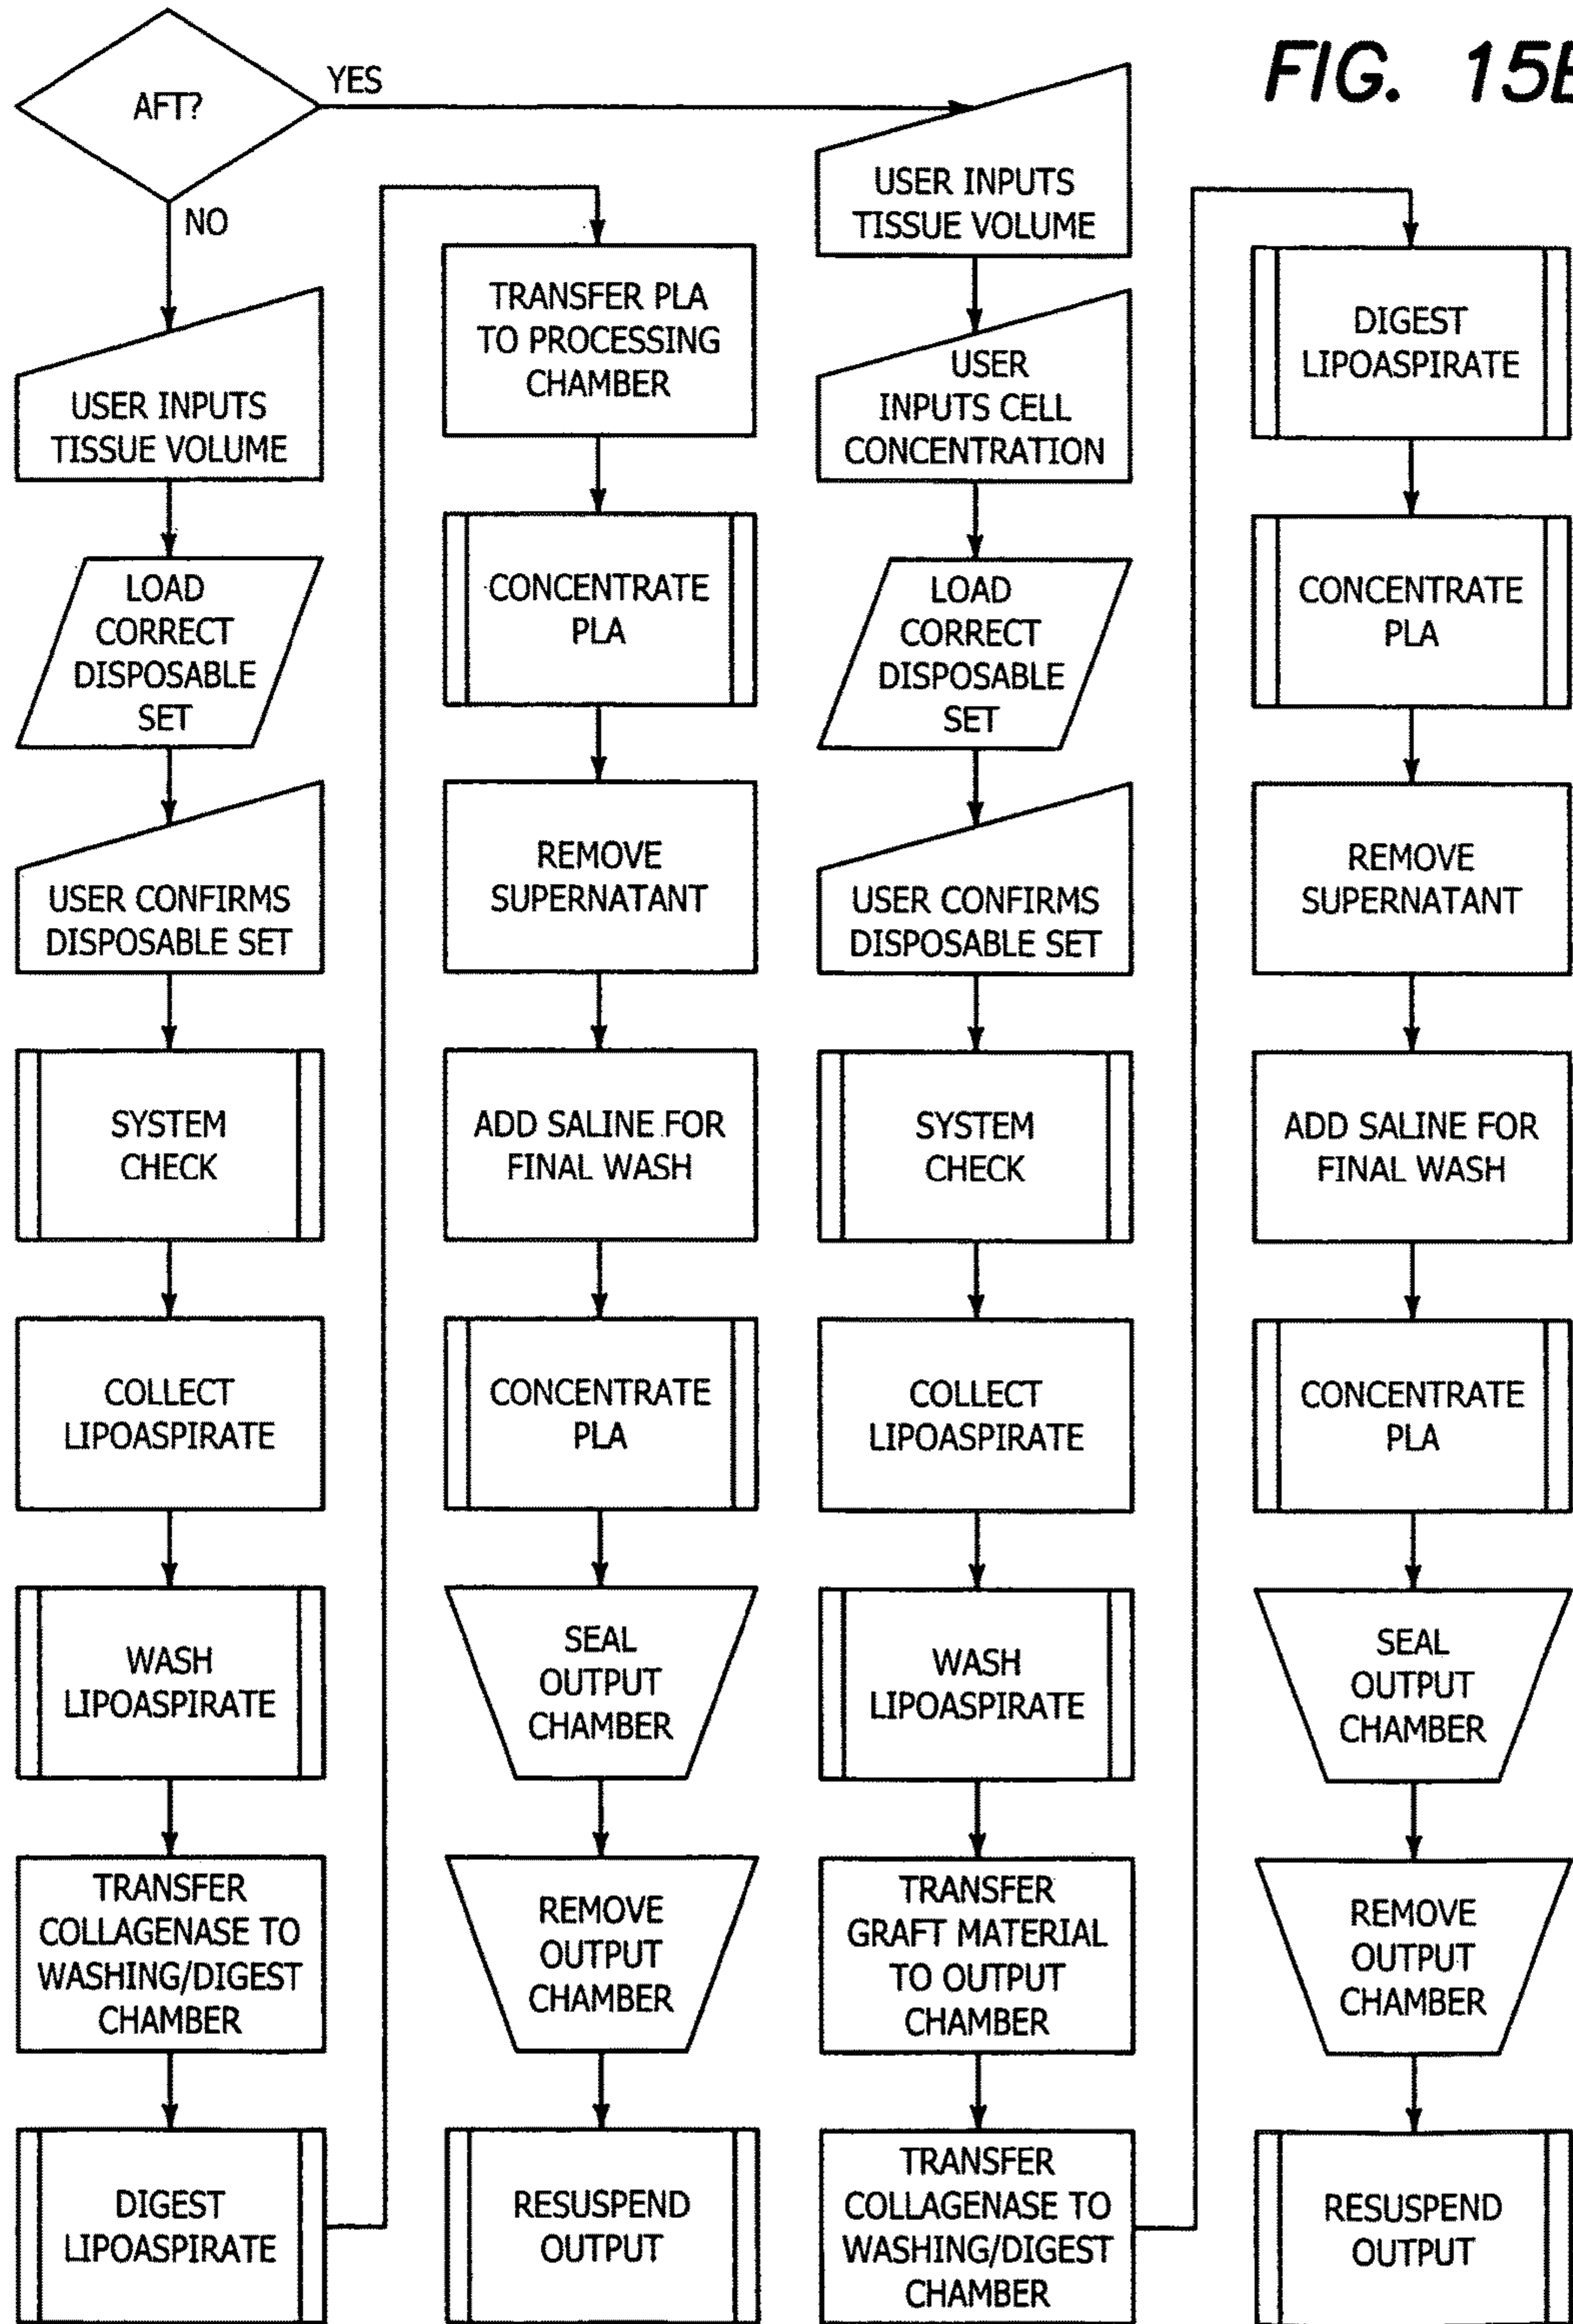 FIG. 15B
AFT?
YES
NO
USER INPUTS
TISSUE VOLUME
LOAD
CORRECT
DISPOSABLE
SET
USER CONFIRMS
DISPOSABLE SET
SYSTEM
CHECK
COLLECT
LIPOASPIRATE
WASH
LIPOASPIRATE
TRANSFER
COLLAGENASE TO
WASHING/DIGEST
CHAMBER
DIGEST
LIPOASPIRATE
TRANSFER PLA
TO PROCESSING
CHAMBER
CONCENTRATE
PLA
REMOVE
SUPERNATANT
ADD SALINE FOR
FINAL WASH
CONCENTRATE
PLA
SEAL
OUTPUT
CHAMBER
REMOVE
OUTPUT
CHAMBER
RESUSPEND
OUTPUT
USER INPUTS
TISSUE VOLUME
USER
INPUTS CELL
CONCENTRATION
LOAD
CORRECT
DISPOSABLE
SET
USER CONFIRMS
DISPOSABLE SET
SYSTEM
CHECK
COLLECT
LIPOASPIRATE
WASH
LIPOASPIRATE
TRANSFER
GRAFT MATERIAL
TO OUTPUT
CHAMBER
TRANSFER
COLLAGENASE TO
WASHING/DIGEST
CHAMBER
DIGEST
LIPOASPIRATE
CONCENTRATE
PLA
REMOVE
SUPERNATANT
ADD SALINE FOR
FINAL WASH
CONCENTRATE
PLA
SEAL
OUTPUT
CHAMBER
REMOVE
OUTPUT
CHAMBER
RESUSPEND
OUTPUT